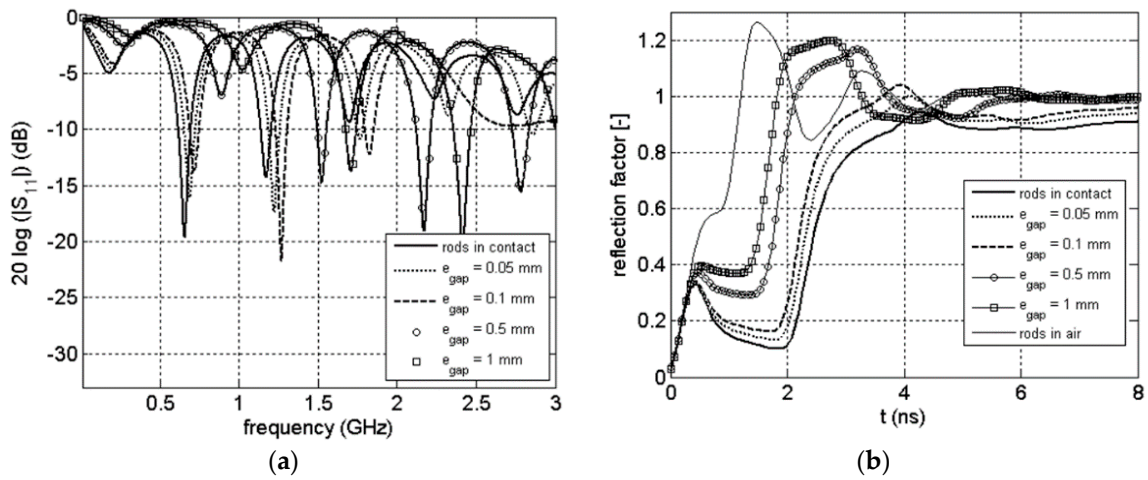 0
-5
-10
-15
-20
-25
-30
20 log (|S11|) (dB)
0.5 1 1.5 2 2.5 3
frequency (GHz)
rods in contact
egap = 0.05 mm
egap = 0.1 mm
egap = 0.5 mm
egap = 1 mm
(a)
1.2
1
0.8
0.6
0.4
0.2
0
reflection factor [-]
0 2 4 6 8
t (ns)
rods in contact
egap = 0.05 mm
egap = 0.1 mm
egap = 0.5 mm
egap = 1 mm
rods in air
(b)